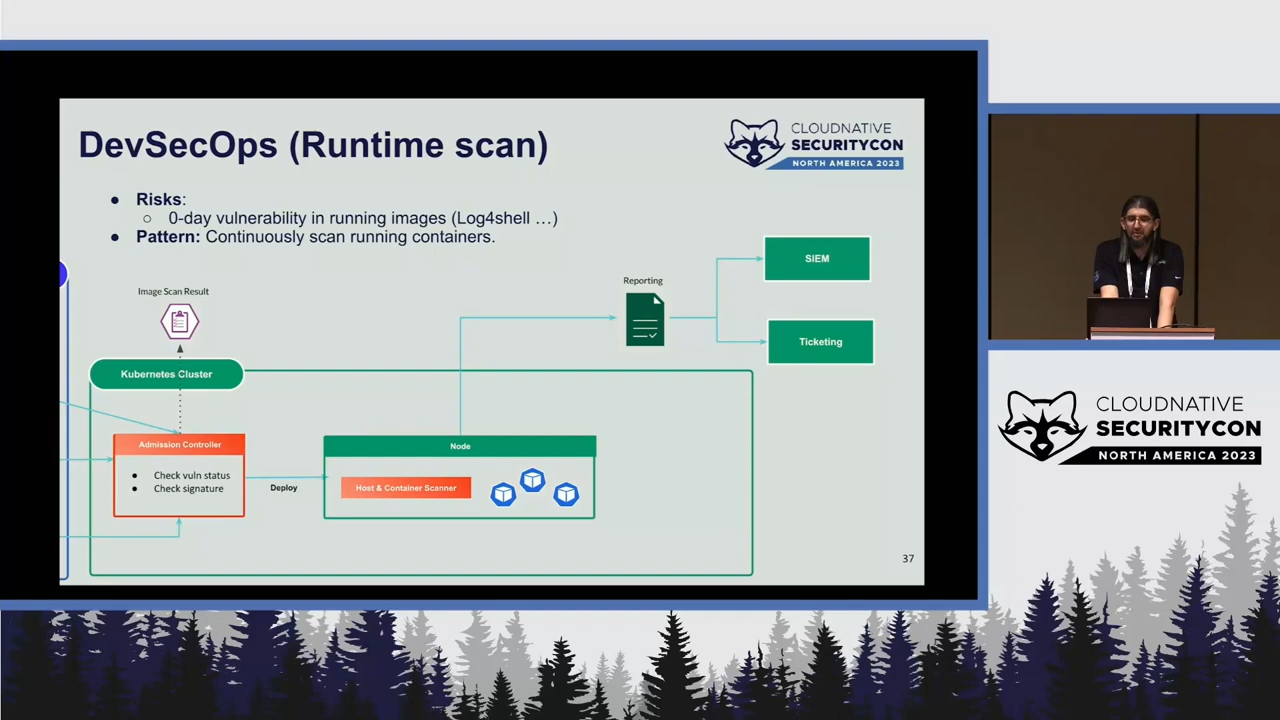 DevSecOps (Runtime scan)
CLOUDNATIVE
SECURITYCON
NORTH AMERICA 2023
● Risks:
○ 0-day vulnerability in running images (Log4shell …)
● Pattern: Continuously scan running containers.
SIEM
Reporting
Image Scan Result
Ticketing
Kubernetes Cluster
Admission Controller
● Check vuln status
● Check signature
Deploy
Node
Host & Container Scanner
37
CLOUDNATIVE
SECURITYCON
NORTH AMERICA 2023